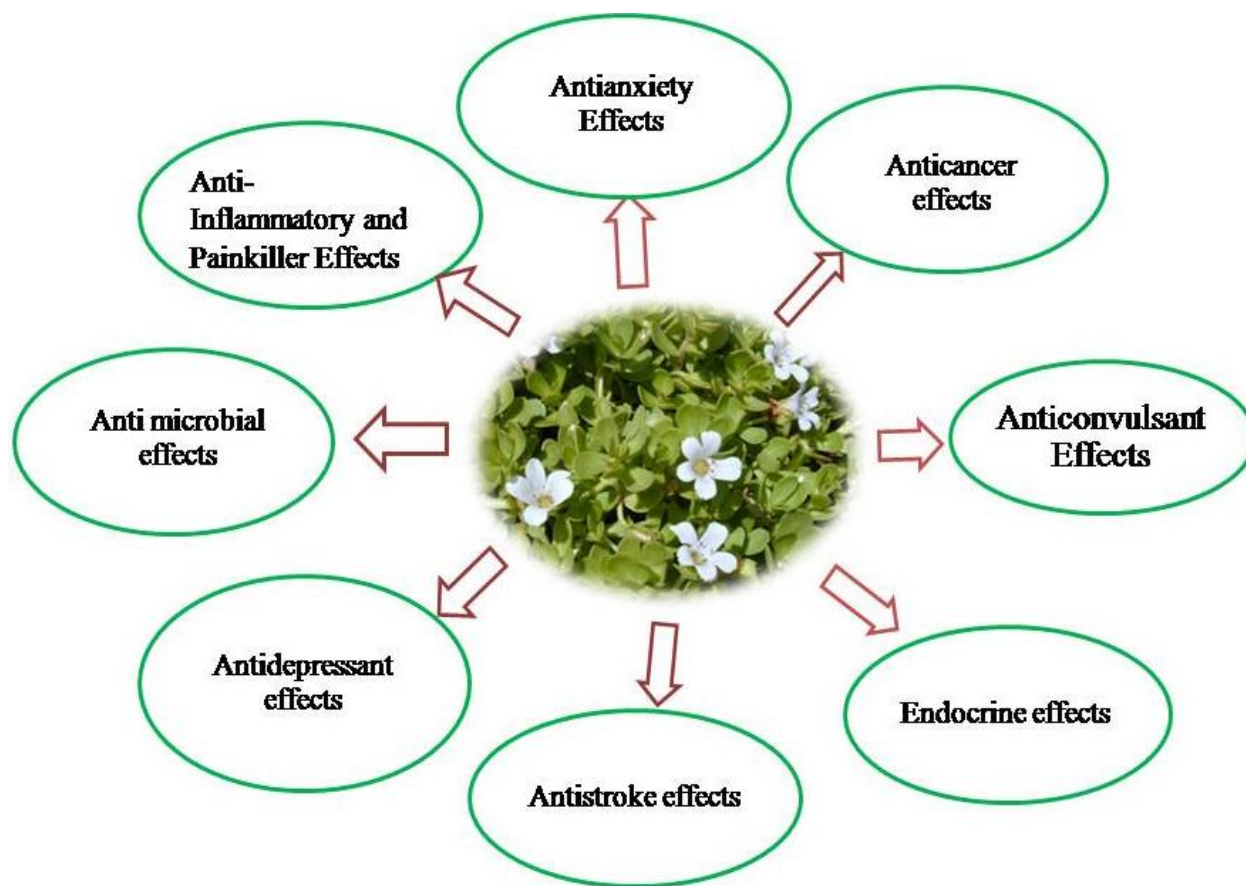 Antianxiety
Effects
Anticancer
effects
Anti-
Inflammatory and
Painkiller Effects
Anti microbial
effects
Anticonvulsant
Effects
Antidepressant
effects
Endocrine effects
Antistroke effects